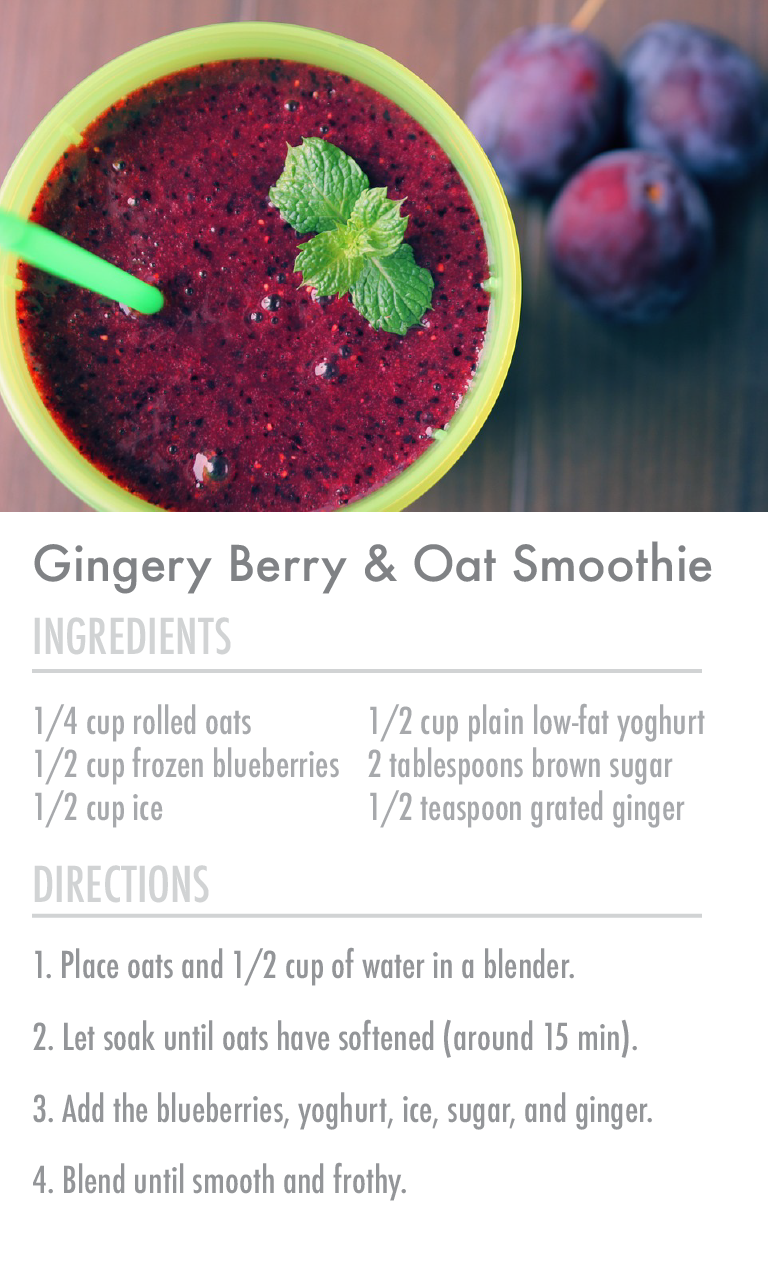 Gingery Berry & Oat Smoothie
INGREDIENTS
1/4 cup rolled oats
1/2 cup frozen blueberries
1/2 cup ice
1/2 cup plain low-fat yoghurt
2 tablespoons brown sugar
1/2 teaspoon grated ginger
DIRECTIONS
1. Place oats and 1/2 cup of water in a blender.
2. Let soak until oats have softened (around 15 min).
3. Add the blueberries, yoghurt, ice, sugar, and ginger.
4. Blend until smooth and frothy.